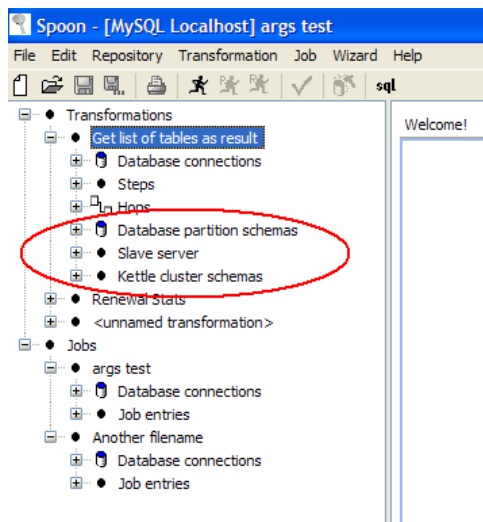 Spoon - [MySQL Localhost] args test
File Edit Repository Transformation Job Wizard Help
sql
Transformations
Welcome!
Get list of tables as result
Database connections
Steps
Hops
Database partition schemas
Slave server
Kettle cluster schemas
Renewal Stats
<unnamed transformation>
Jobs
args test
Database connections
Job entries
Another filename
Database connections
Job entries